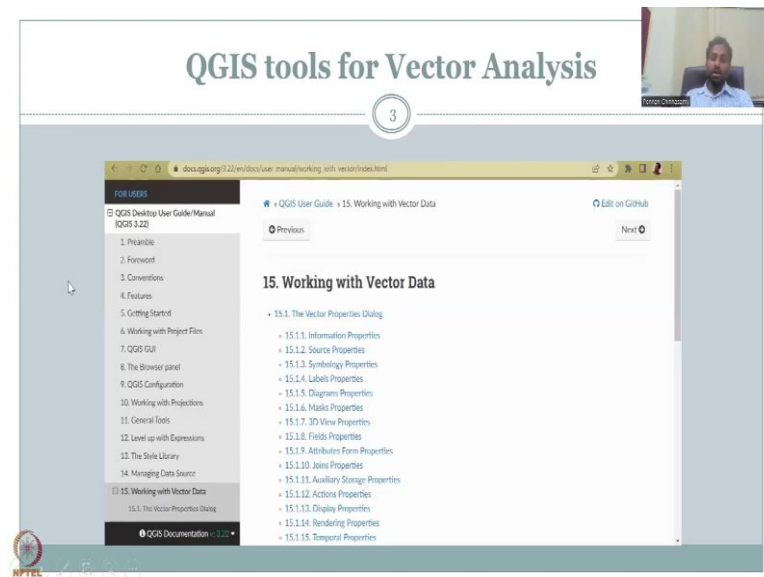 QGIS tools for Vector Analysis
3
docs.qgis.org/3.22/en/docs/user_manual/working_with_vector/index.html
FOR USERS
QGIS Desktop User Guide/Manual
(QGIS 3.22)
1. Preamble
2. Foreword
3. Conventions
4. Features
5. Getting Started
6. Working with Project Files
7. QGIS GUI
8. The Browser panel
9. QGIS Configuration
10. Working with Projections
11. General Tools
12. Level up with Expressions
13. The Style Library
14. Managing Data Source
15. Working with Vector Data
15.1. The Vector Properties Dialog
QGIS Documentation v: 3.22
» QGIS User Guide » 15. Working with Vector Data
Edit on GitHub
Previous
Next
15. Working with Vector Data
• 15.1. The Vector Properties Dialog
15.1.1. Information Properties
15.1.2. Source Properties
15.1.3. Symbology Properties
15.1.4. Labels Properties
15.1.5. Diagrams Properties
15.1.6. Masks Properties
15.1.7. 3D View Properties
15.1.8. Fields Properties
15.1.9. Attributes Form Properties
15.1.10. Joins Properties
15.1.11. Auxiliary Storage Properties
15.1.12. Actions Properties
15.1.13. Display Properties
15.1.14. Rendering Properties
15.1.15. Temporal Properties
NPTEL